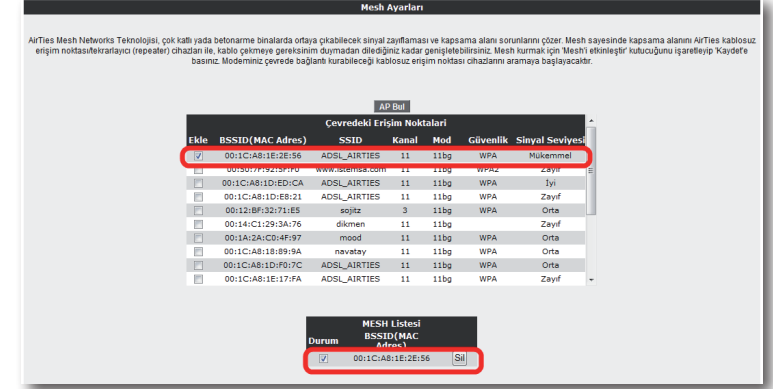 Mesh Ayarları
AirTies Mesh Networks Teknolojisi, çok katlı yada betonarme binalarda ortaya çıkabilecek sinyal zayıflaması ve kapsama alanı sorunlarını çözer. Mesh sayesinde kapsama alanını AirTies kablosuz
erişim noktası/tekrarlayıcı (repeater) cihazları ile, kablo çekmeye gereksinim duymadan dilediğiniz kadar genişletebilirsiniz. Mesh kurmak için 'Mesh'i etkinleştir' kutucuğunu işaretleyip 'Kaydet'e
basınız. Modeminiz çevrede bağlantı kurabileceği kablosuz erişim noktası cihazlarını aramaya başlayacaktır.
AP Bul
Çevredeki Erişim Noktalari
Ekle BSSID(MAC Adres) SSID Kanal Mod Güvenlik Sinyal Seviyesi
00:1C:A8:1E:2E:56 ADSL_AIRTIES 11 11bg WPA Mükemmel
00:50:7F:92:5F:F0 www.istemsa.com 11 11bg WPA2 Zayıf
00:1C:A8:1D:ED:CA ADSL_AIRTIES 11 11bg WPA İyi
00:1C:A8:1D:E8:21 ADSL_AIRTIES 11 11bg WPA Zayıf
00:12:BF:32:71:E5 sojitz 3 11bg WPA Orta
00:14:C1:29:3A:76 dikmen 11 11bg Zayıf
00:1A:2A:C0:4F:97 mood 11 11bg WPA Orta
00:1C:A8:18:89:9A navatay 11 11bg WPA Orta
00:1C:A8:1D:F0:7C ADSL_AIRTIES 11 11bg WPA Orta
00:1C:A8:1E:17:FA ADSL_AIRTIES 11 11bg WPA Zayıf
MESH Listesi
Durum BSSID(MAC
Adres)
00:1C:A8:1E:2E:56 Sil